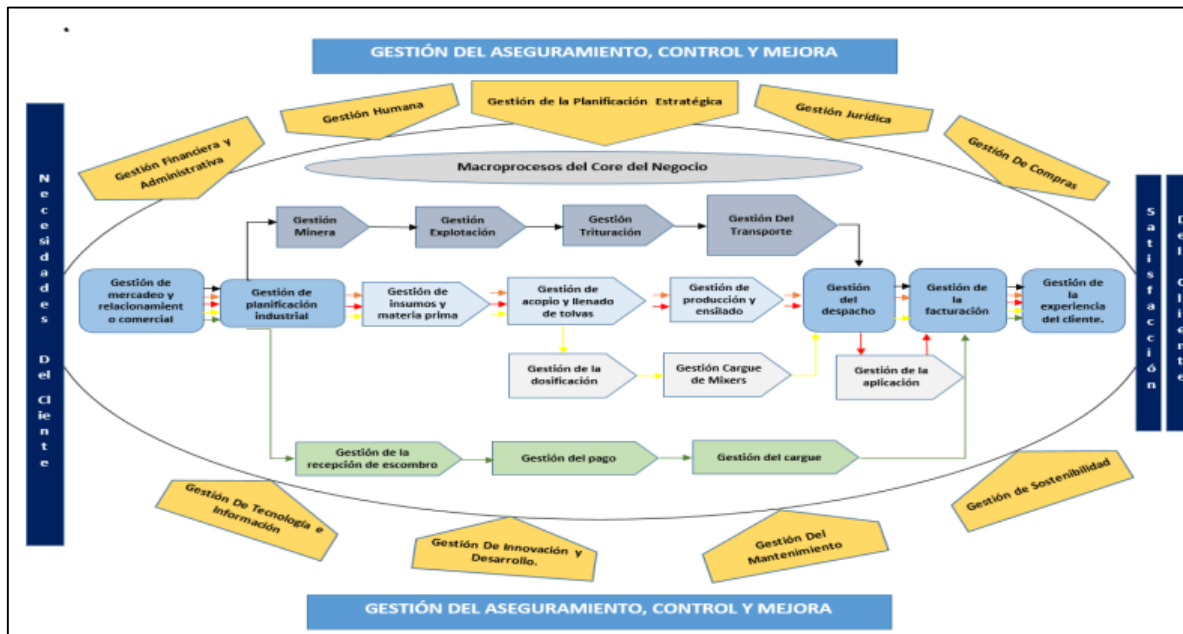 GESTIÓN DEL ASEGURAMIENTO, CONTROL Y MEJORA
Gestión de la Planificación Estratégica
Gestión Humana
Gestión Jurídica
Gestión Financiera y
Administrativa
Gestión De Compras
Macroprocesos del Core del Negocio
Necesidades Del Cliente
Satisfacción
Del Cliente
Gestión
Minera
Gestión
Explotación
Gestión
Trituración
Gestión Del
Transporte
Gestión de
mercadeo y
relacionamient
o comercial
Gestión de
planificación
industrial
Gestión de
insumos y
materia prima
Gestión de
acopio y llenado
de tolvas
Gestión de
producción y
ensilado
Gestión
del
despacho
Gestión de
la
facturación
Gestión de
la
experiencia
del cliente.
Gestión de la
dosificación
Gestión Cargue
de Mixers
Gestión de la
aplicación
Gestión de la
recepción de escombro
Gestión del pago
Gestión del cargue
Gestión De Tecnología e
Información
Gestión De Innovación y
Desarrollo.
Gestión Del
Mantenimiento
Gestión de Sostenibilidad
GESTIÓN DEL ASEGURAMIENTO, CONTROL Y MEJORA